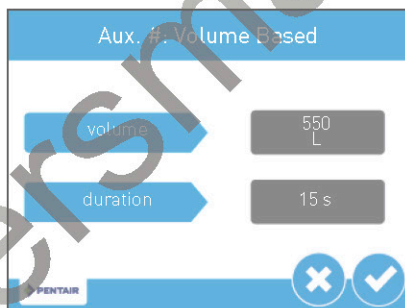 Aux. #: Volume Based
volume
550
L
duration
15 s
PENTAIR